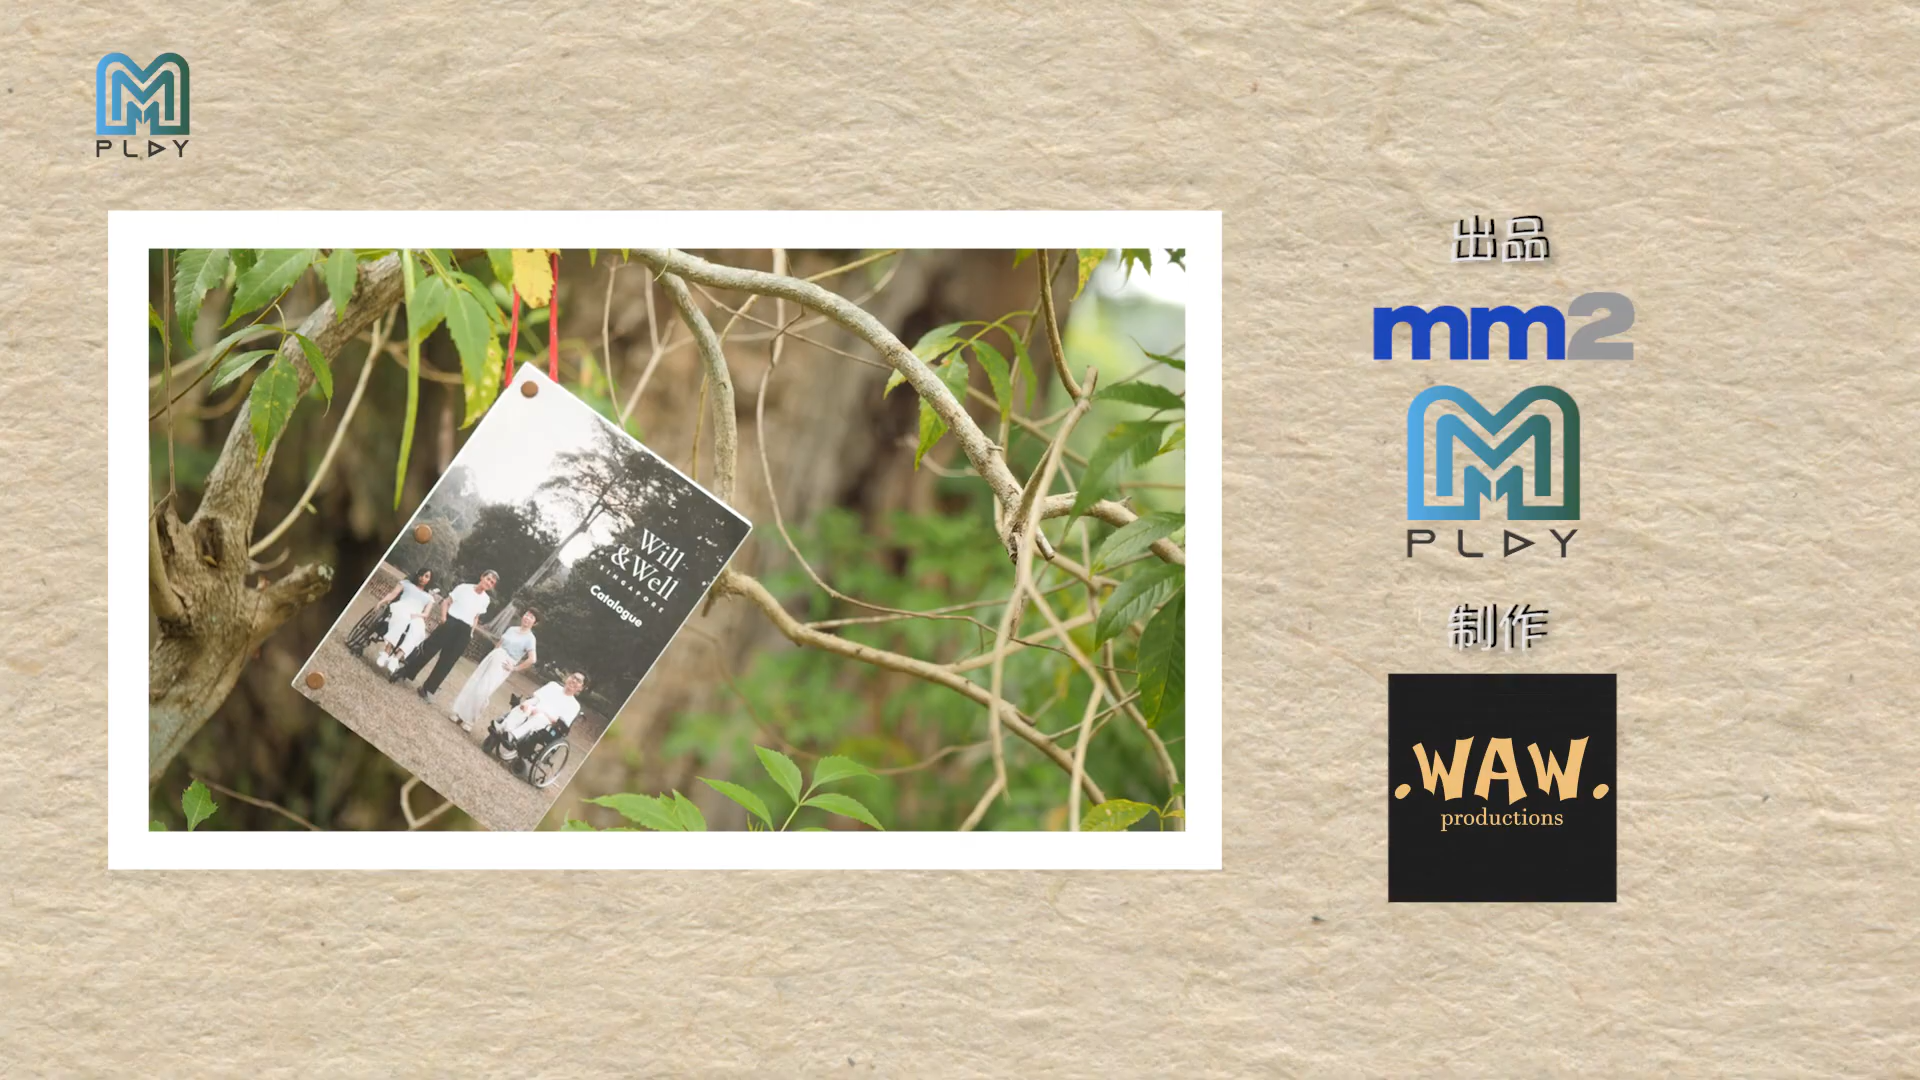 PLAY
Will
&Well
SINGAPORE
Catalogue
出品
mm2
PLAY
制作
.WAW.
productions